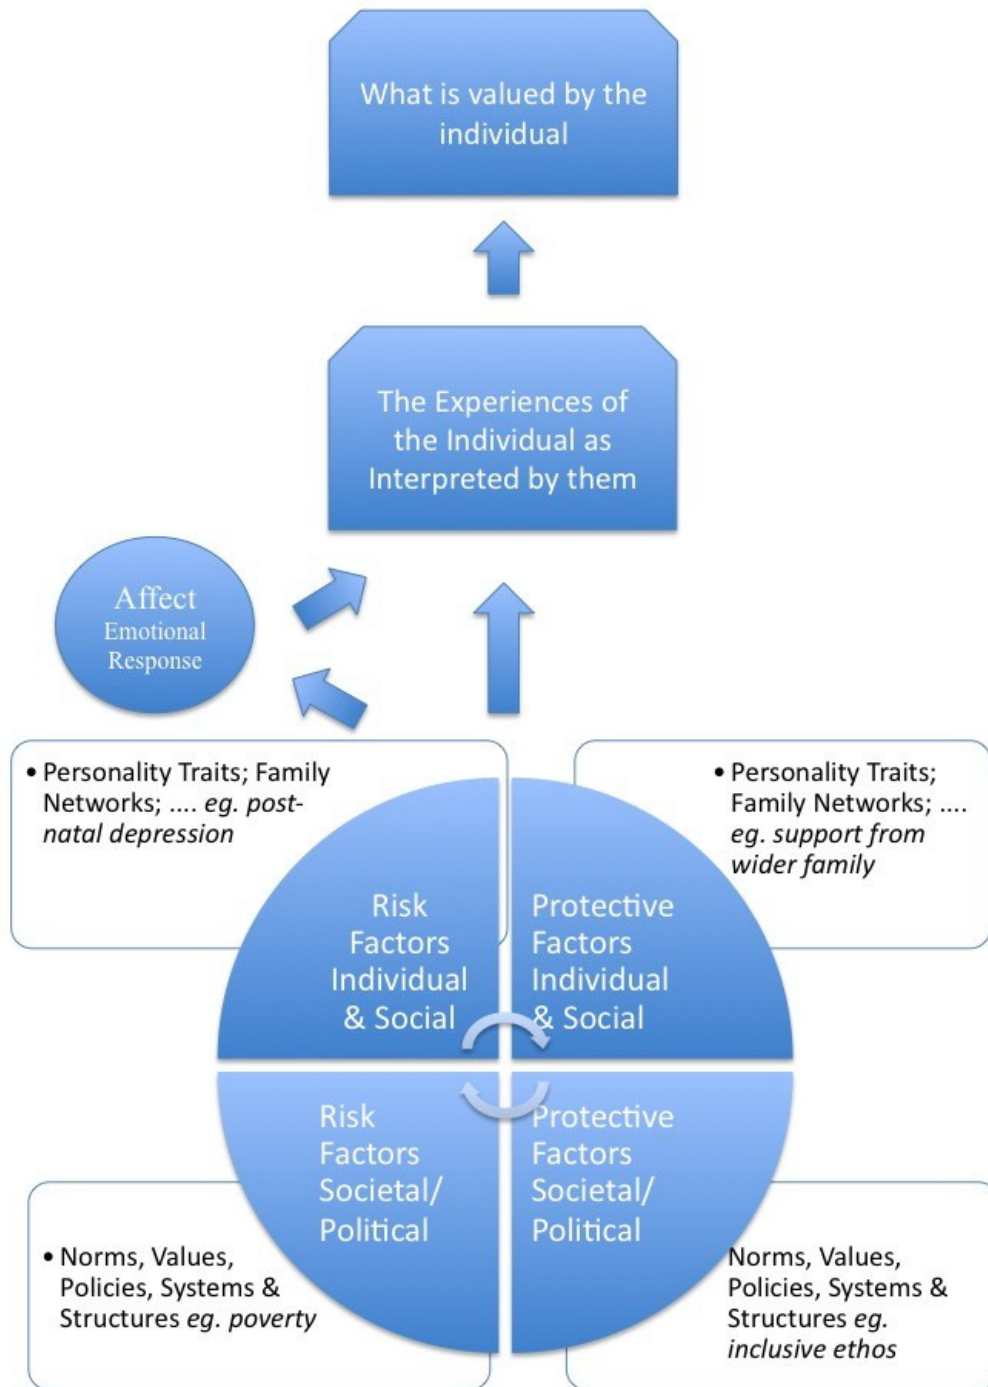 What is valued by the
individual
The Experiences of
the Individual as
Interpreted by them
Affect
Emotional
Response
• Personality Traits; Family
Networks; .... eg. post-
natal depression
• Personality Traits;
Family Networks; ....
eg. support from
wider family
Risk
Factors
Individual
& Social
Protective
Factors
Individual
& Social
Risk
Factors
Societal/
Political
Protective
Factors
Societal/
Political
• Norms, Values,
Policies, Systems &
Structures eg. poverty
Norms, Values,
Policies, Systems &
Structures eg.
inclusive ethos